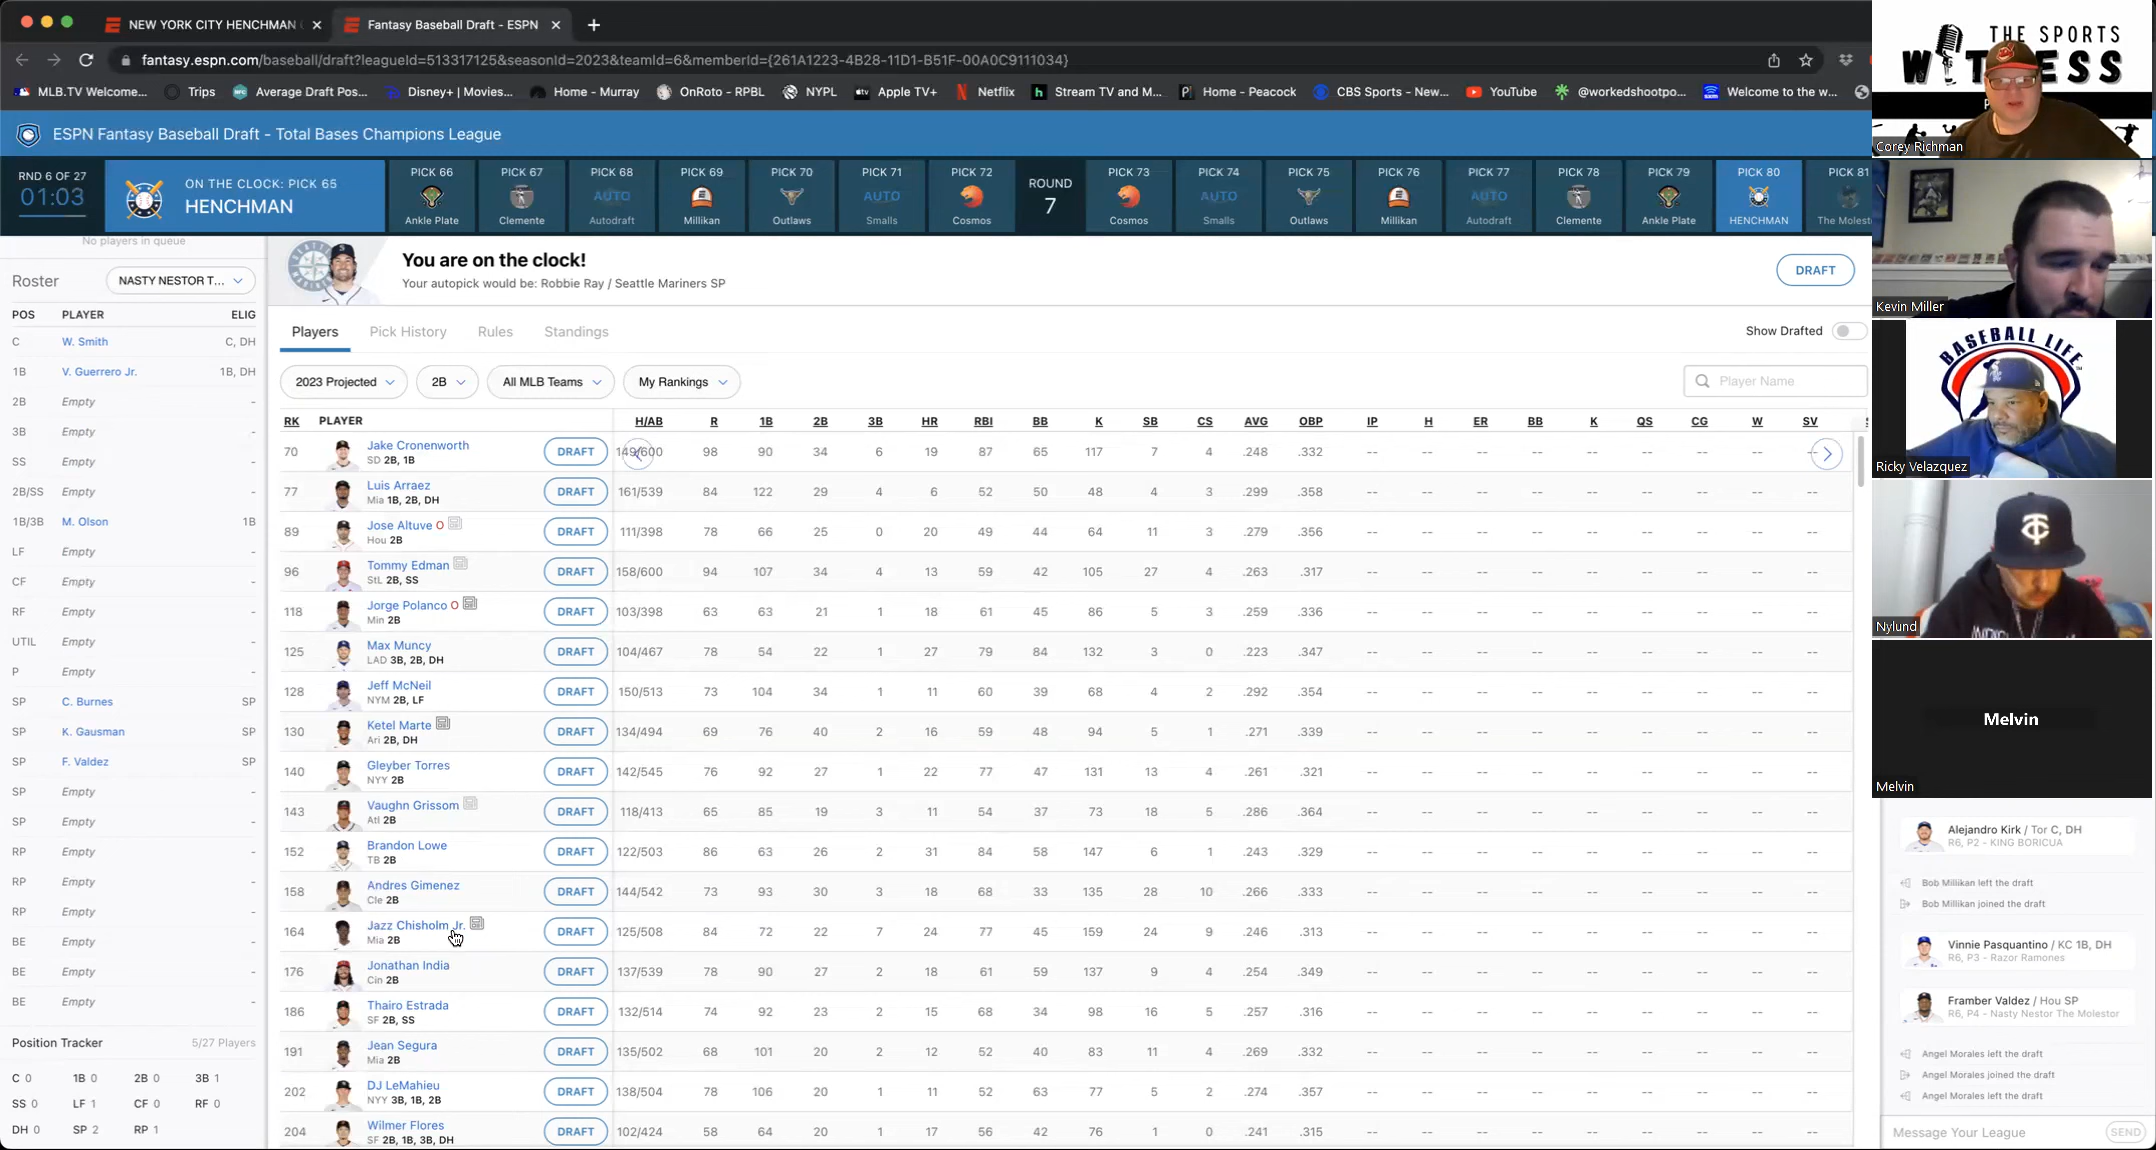 NEW YORK CITY HENCHMAN
Fantasy Baseball Draft - ESPN
fantasy.espn.com/baseball/draft?leagueId=513317125&seasonId=2023&teamId=6&memberId={261A1223-4B28-11D1-B51F-00A0C9111034}
MLB.TV Welcome... Trips Average Draft Pos... Disney+ | Movies... Home - Murray OnRoto - RPBL NYPL Apple TV+ Netflix Stream TV and M... Home - Peacock CBS Sports - New... YouTube @workedshootpo... Welcome to the w...
ESPN Fantasy Baseball Draft - Total Bases Champions League
RND 6 OF 27
01:03
ON THE CLOCK: PICK 65
HENCHMAN
PICK 66 Ankle Plate
PICK 67 Clemente
PICK 68 AUTO Autodraft
PICK 69 Millikan
PICK 70 Outlaws
PICK 71 AUTO Smalls
PICK 72 Cosmos
ROUND 7
PICK 73 Cosmos
PICK 74 AUTO Smalls
PICK 75 Outlaws
PICK 76 Millikan
PICK 77 AUTO Autodraft
PICK 78 Clemente
PICK 79 Ankle Plate
PICK 80 HENCHMAN
PICK 81 The Molest
No players in queue
Roster NASTY NESTOR T...
POS PLAYER ELIG
C W. Smith C, DH
1B V. Guerrero Jr. 1B, DH
2B Empty -
3B Empty -
SS Empty -
2B/SS Empty -
1B/3B M. Olson 1B
LF Empty -
CF Empty -
RF Empty -
UTIL Empty -
P Empty -
SP C. Burnes SP
SP K. Gausman SP
SP F. Valdez SP
SP Empty -
SP Empty -
RP Empty -
RP Empty -
RP Empty -
BE Empty -
BE Empty -
BE Empty -
Position Tracker 5/27 Players
C 0 1B 0 2B 0 3B 1
SS 0 LF 1 CF 0 RF 0
DH 0 SP 2 RP 1
You are on the clock!
Your autopick would be: Robbie Ray / Seattle Mariners SP
DRAFT
Players Pick History Rules Standings
Show Drafted
2023 Projected 2B All MLB Teams My Rankings
Player Name
RK PLAYER H/AB R 1B 2B 3B HR RBI BB K SB CS AVG OBP IP H ER BB K QS CG W SV
70 Jake Cronenworth SD 2B, 1B DRAFT 149/600 98 90 34 6 19 87 65 117 7 4 .248 .332 -- -- -- -- -- -- -- -- --
77 Luis Arraez Mia 1B, 2B, DH DRAFT 161/539 84 122 29 4 6 52 50 48 4 3 .299 .358 -- -- -- -- -- -- -- -- --
89 Jose Altuve O Hou 2B DRAFT 111/398 78 66 25 0 20 49 44 64 11 3 .279 .356 -- -- -- -- -- -- -- -- --
96 Tommy Edman StL 2B, SS DRAFT 158/600 94 107 34 4 13 59 42 105 27 4 .263 .317 -- -- -- -- -- -- -- -- --
118 Jorge Polanco O Min 2B DRAFT 103/398 63 63 21 1 18 61 45 86 5 3 .259 .336 -- -- -- -- -- -- -- -- --
125 Max Muncy LAD 3B, 2B, DH DRAFT 104/467 78 54 22 1 27 79 84 132 3 0 .223 .347 -- -- -- -- -- -- -- -- --
128 Jeff McNeil NYM 2B, LF DRAFT 150/513 73 104 34 1 11 60 39 68 4 2 .292 .354 -- -- -- -- -- -- -- -- --
130 Ketel Marte Ari 2B, DH DRAFT 134/494 69 76 40 2 16 59 48 94 5 1 .271 .339 -- -- -- -- -- -- -- -- --
140 Gleyber Torres NYY 2B DRAFT 142/545 76 92 27 1 22 77 47 131 13 4 .261 .321 -- -- -- -- -- -- -- -- --
143 Vaughn Grissom Atl 2B DRAFT 118/413 65 85 19 3 11 54 37 73 18 5 .286 .364 -- -- -- -- -- -- -- -- --
152 Brandon Lowe TB 2B DRAFT 122/503 86 63 26 2 31 84 58 147 6 1 .243 .329 -- -- -- -- -- -- -- -- --
158 Andres Gimenez Cle 2B DRAFT 144/542 73 93 30 3 18 68 33 135 28 10 .266 .333 -- -- -- -- -- -- -- -- --
164 Jazz Chisholm Jr. Mia 2B DRAFT 125/508 84 72 22 7 24 77 45 159 24 9 .246 .313 -- -- -- -- -- -- -- -- --
176 Jonathan India Cin 2B DRAFT 137/539 78 90 27 2 18 61 59 137 9 4 .254 .349 -- -- -- -- -- -- -- -- --
186 Thairo Estrada SF 2B, SS DRAFT 132/514 74 92 23 2 15 68 34 98 16 5 .257 .316 -- -- -- -- -- -- -- -- --
191 Jean Segura Mia 2B DRAFT 135/502 68 101 20 2 12 52 40 83 11 4 .269 .332 -- -- -- -- -- -- -- -- --
202 DJ LeMahieu NYY 3B, 1B, 2B DRAFT 138/504 78 106 20 1 11 52 63 77 5 2 .274 .357 -- -- -- -- -- -- -- -- --
204 Wilmer Flores SF 2B, 1B, 3B, DH DRAFT 102/424 58 64 20 1 17 56 42 76 1 0 .241 .315 -- -- -- -- -- -- -- -- --
THE SPORTS
WITNESS
Corey Richman
Kevin Miller
BASEBALL LIFE
Ricky Velazquez
TC
Nylund
Melvin
Melvin
Alejandro Kirk / Tor C, DH
R6, P2 - KING BORICUA
Bob Millikan left the draft
Bob Millikan joined the draft
Vinnie Pasquantino / KC 1B, DH
R6, P3 - Razor Ramones
Framber Valdez / Hou SP
R6, P4 - Nasty Nestor The Molestor
Angel Morales left the draft
Angel Morales joined the draft
Angel Morales left the draft
Message Your League SEND